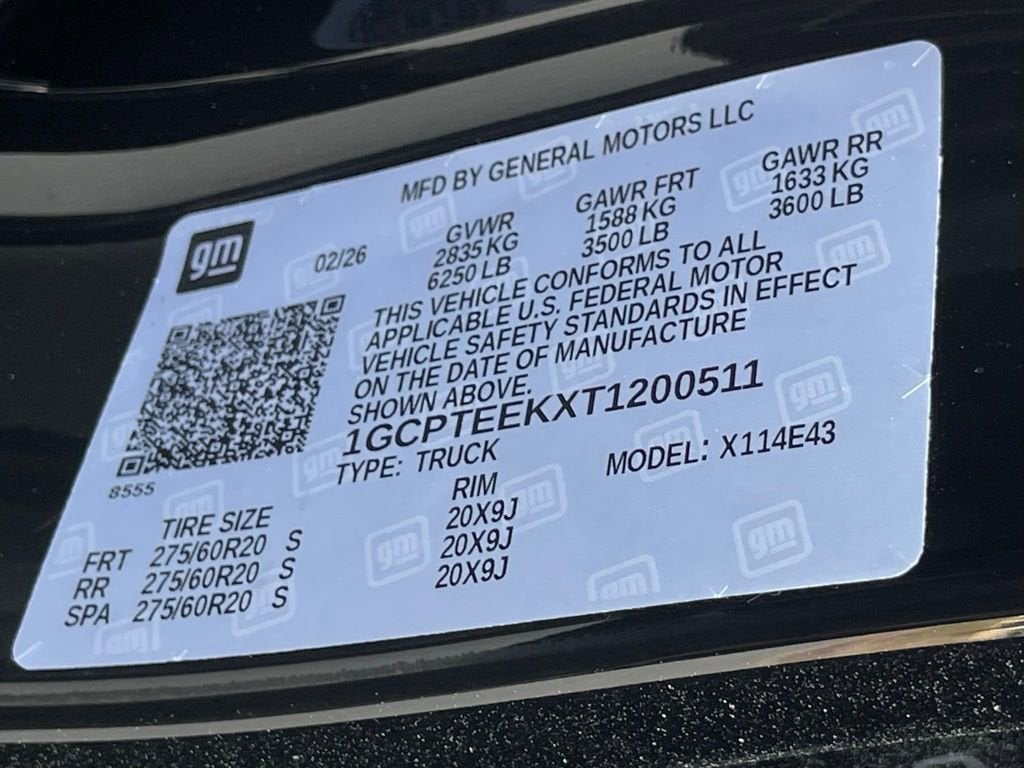 MFD BY GENERAL MOTORS LLC
gm
02/26
GVWR
2835 KG
6250 LB
GAWR FRT
1588 KG
3500 LB
GAWR RR
1633 KG
3600 LB
THIS VEHICLE CONFORMS TO ALL
APPLICABLE U.S. FEDERAL MOTOR
VEHICLE SAFETY STANDARDS IN EFFECT
ON THE DATE OF MANUFACTURE
SHOWN ABOVE.
1GCPTEEKXT1200511
TYPE: TRUCK
MODEL: X114E43
8555
TIRE SIZE RIM
FRT 275/60R20 S 20X9J
RR 275/60R20 S 20X9J
SPA 275/60R20 S 20X9J